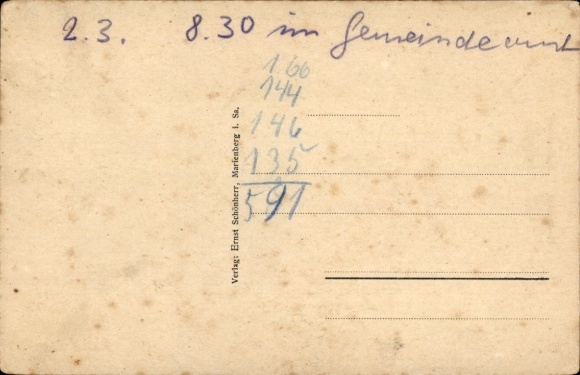 2.3. 8.30 im Gemeindeamt
166
144
146
135
591
Verlag: Ernst Schönherr, Marienberg i. Sa.